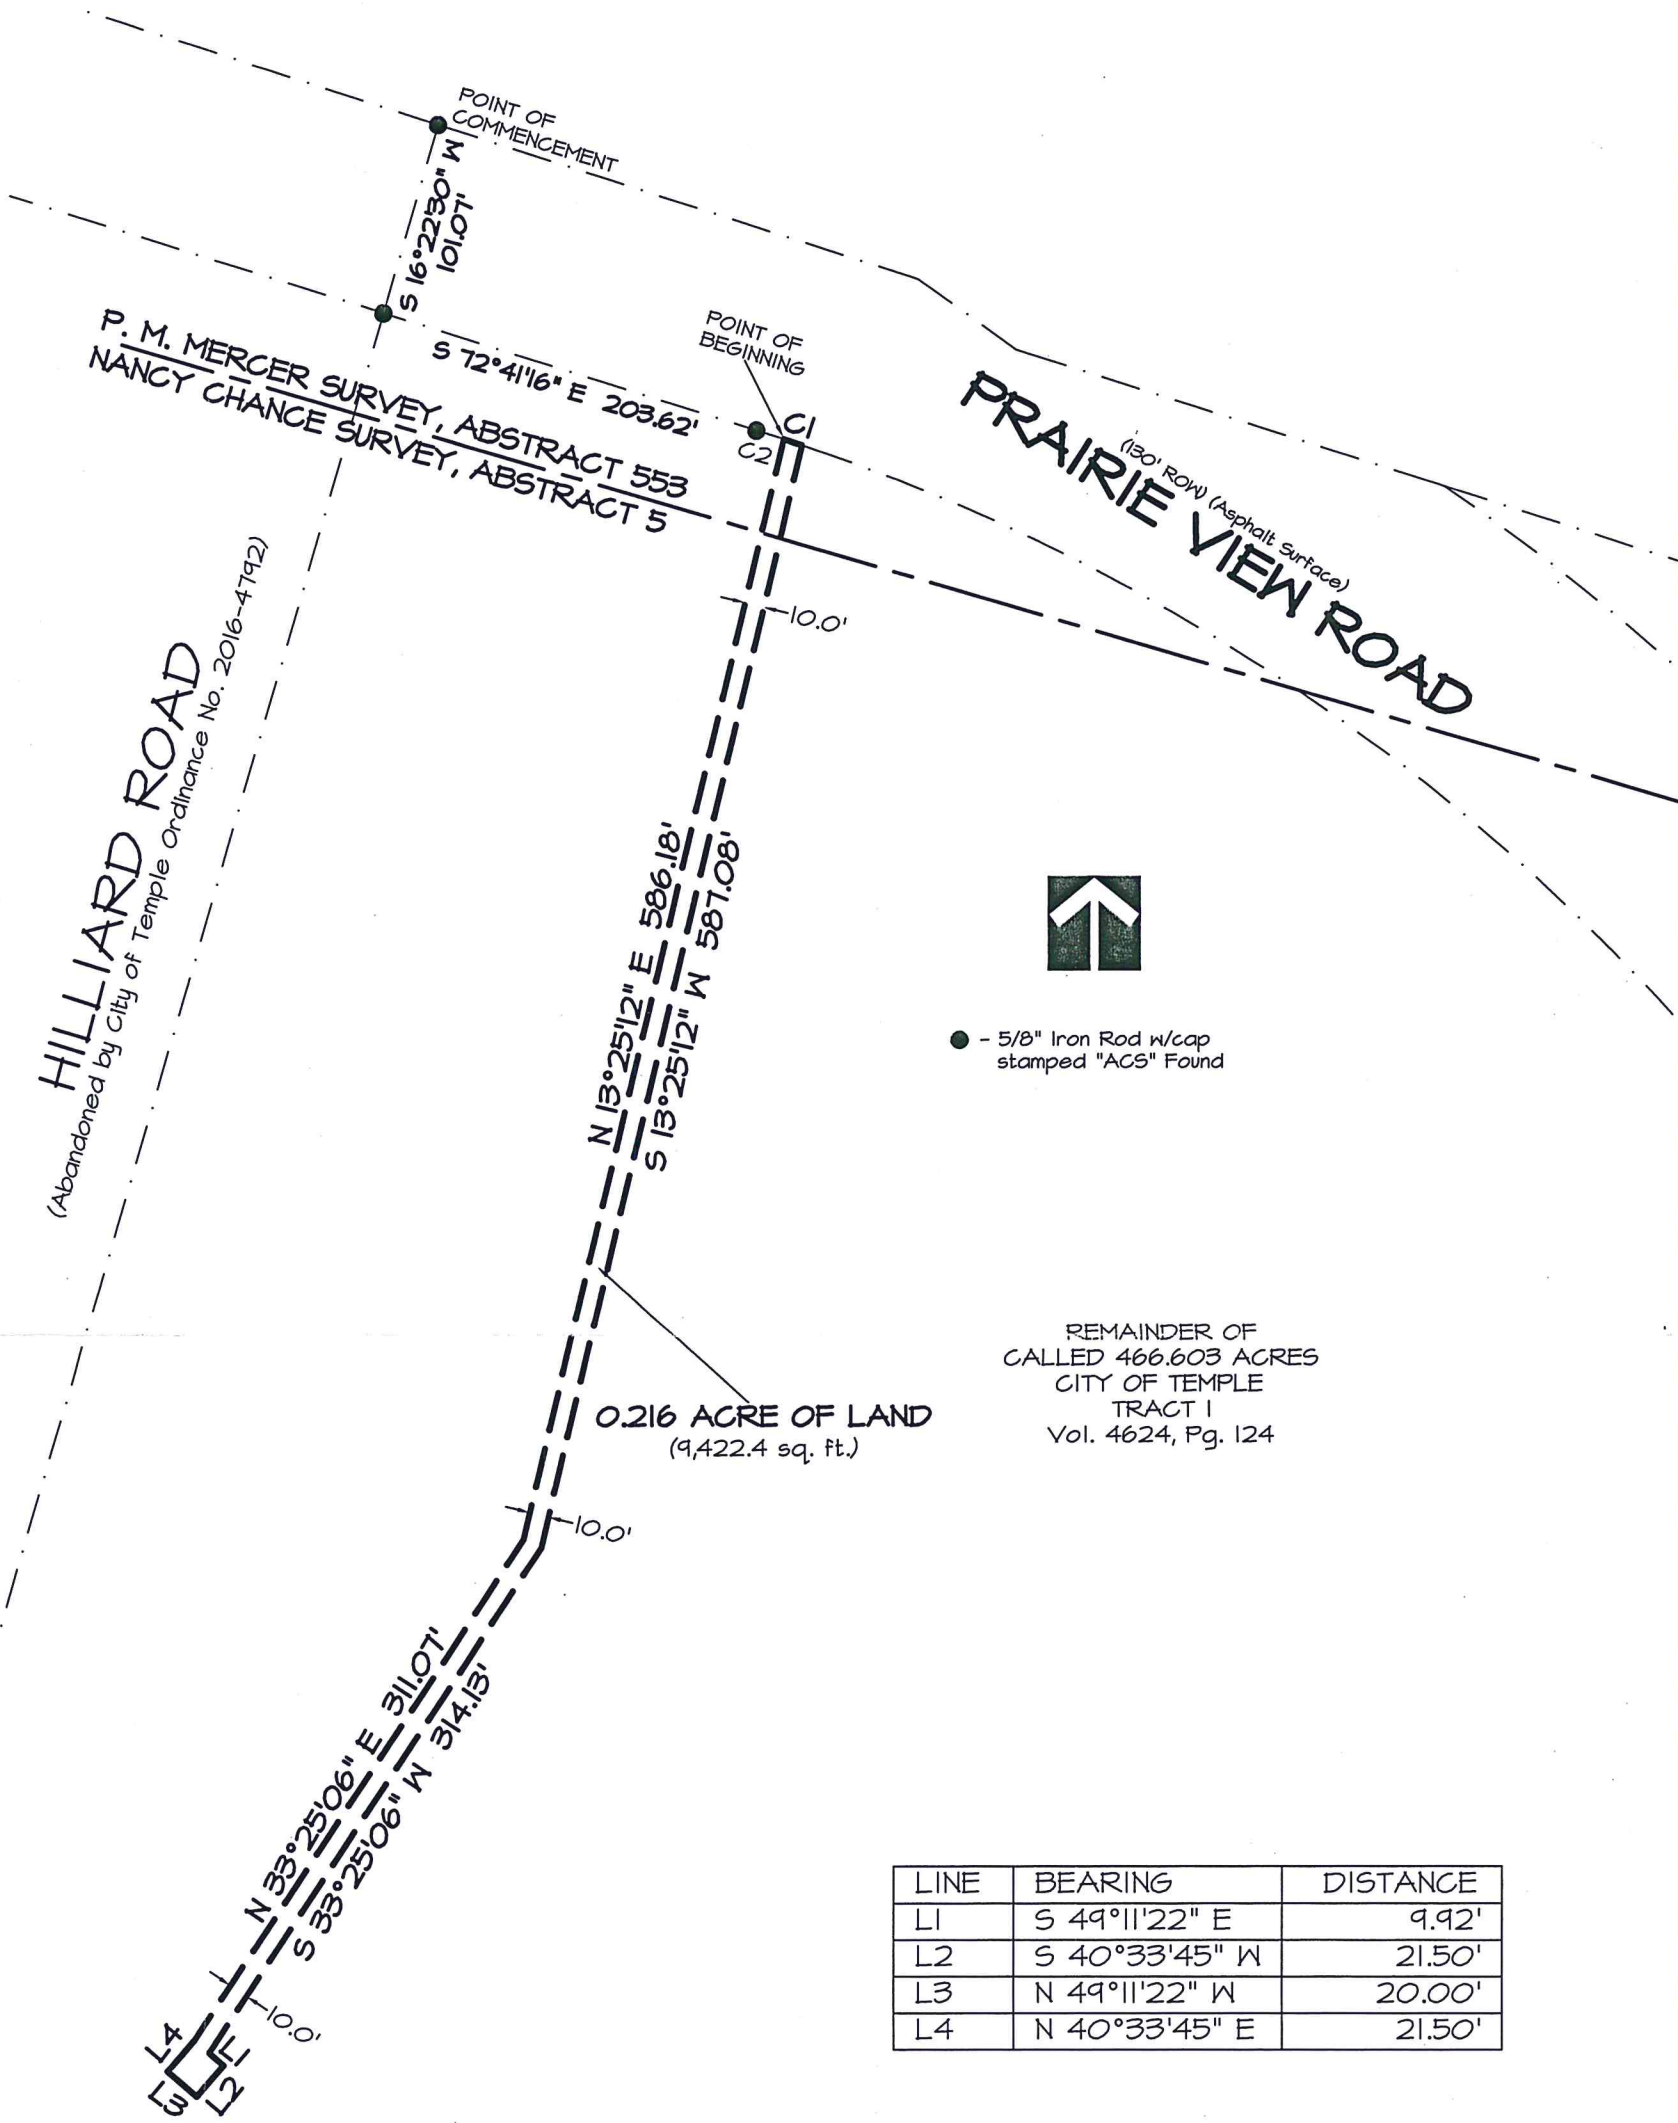 POINT OF
COMMENCEMENT
S 16°22'30" W
101.07'
S 72°41'16" E 203.62'
POINT OF
BEGINNING
C1
C2
P. M. MERCER SURVEY, ABSTRACT 553
NANCY CHANCE SURVEY, ABSTRACT 5
PRAIRIE VIEW ROAD
(130' ROW) (Asphalt Surface)
10.0'
HILLIARD ROAD
(Abandoned by City of Temple Ordinance No. 2016-4792)
N 13°25'12" E 586.18'
S 13°25'12" W 587.08'
- 5/8" Iron Rod w/cap
stamped "ACS" Found
REMAINDER OF
CALLED 466.603 ACRES
CITY OF TEMPLE
TRACT 1
Vol. 4624, Pg. 124
0.216 ACRE OF LAND
(9,422.4 sq. ft.)
10.0'
N 33°25'06" E 311.07'
S 33°25'06" W 314.13'
10.0'
L4
L1
L3
L2
LINE BEARING DISTANCE
L1 S 49°11'22" E 9.92'
L2 S 40°33'45" W 21.50'
L3 N 49°11'22" W 20.00'
L4 N 40°33'45" E 21.50'